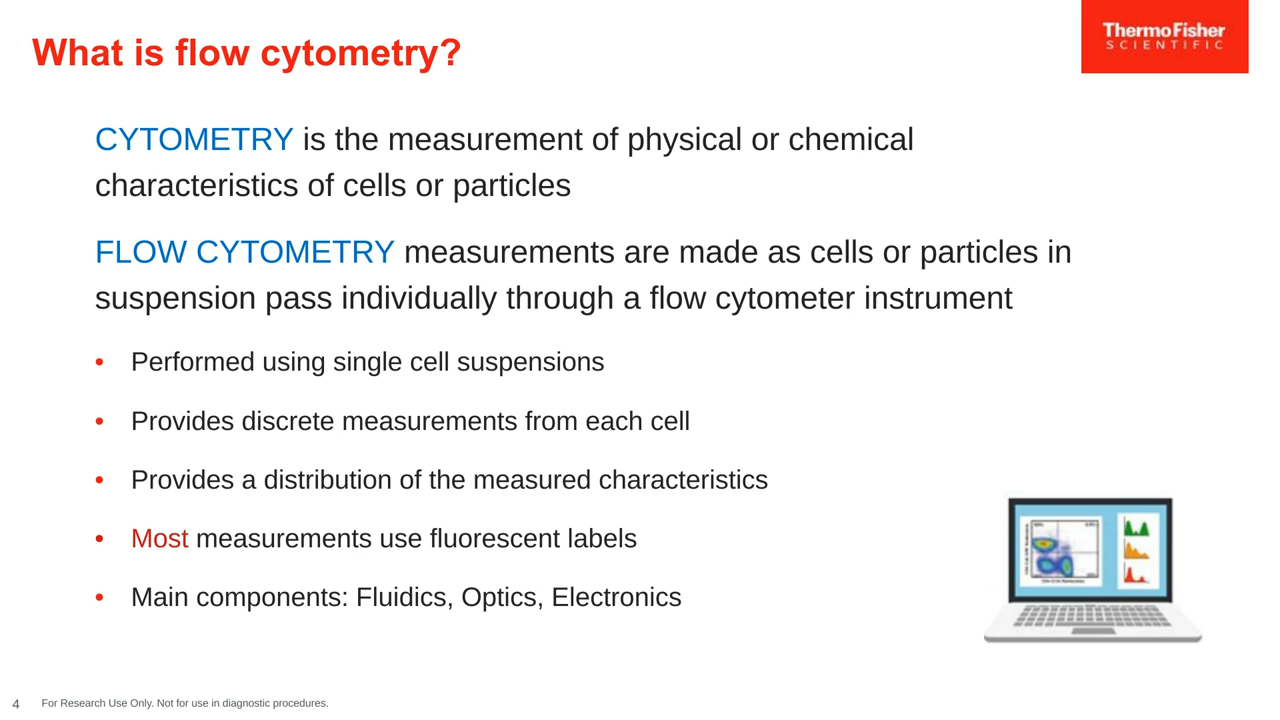 What is flow cytometry?
ThermoFisher
SCIENTIFIC
CYTOMETRY is the measurement of physical or chemical
characteristics of cells or particles
FLOW CYTOMETRY measurements are made as cells or particles in
suspension pass individually through a flow cytometer instrument
• Performed using single cell suspensions
• Provides discrete measurements from each cell
• Provides a distribution of the measured characteristics
• Most measurements use fluorescent labels
• Main components: Fluidics, Optics, Electronics
4 For Research Use Only. Not for use in diagnostic procedures.